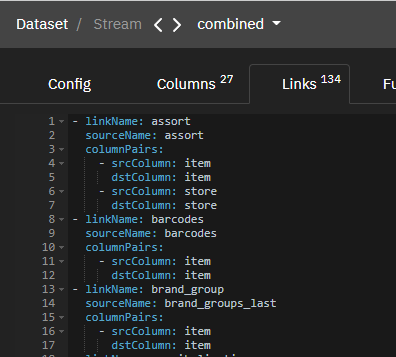 Dataset / Stream < > combined
Config Columns 27 Links 134 Fu
1 - linkName: assort
2 sourceName: assort
3 columnPairs:
4 - srcColumn: item
5 dstColumn: item
6 - srcColumn: store
7 dstColumn: store
8 - linkName: barcodes
9 sourceName: barcodes
10 columnPairs:
11 - srcColumn: item
12 dstColumn: item
13 - linkName: brand_group
14 sourceName: brand_groups_last
15 columnPairs:
16 - srcColumn: item
17 dstColumn: item